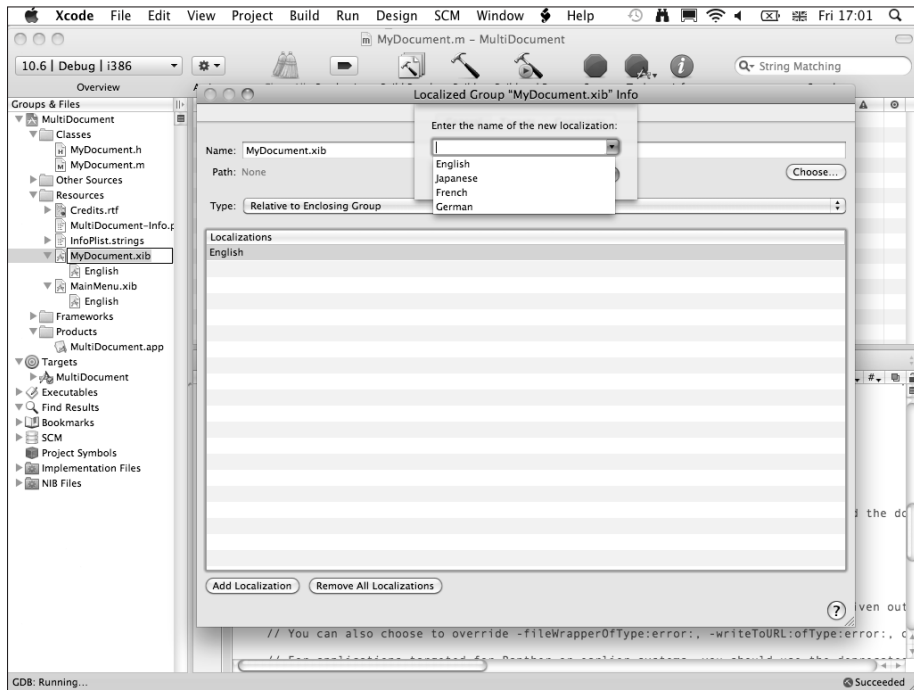 Xcode File Edit View Project Build Run Design SCM Window Help Fri 17:01
MyDocument.m – MultiDocument
10.6 | Debug | i386
String Matching
Overview
Groups & Files
MultiDocument
Classes
MyDocument.h
MyDocument.m
Other Sources
Resources
Credits.rtf
MultiDocument-Info.p
InfoPlist.strings
MyDocument.xib
English
MainMenu.xib
English
Frameworks
Products
MultiDocument.app
Targets
MultiDocument
Executables
Find Results
Bookmarks
SCM
Project Symbols
Implementation Files
NIB Files
Localized Group "MyDocument.xib" Info
Enter the name of the new localization:
English
Japanese
French
German
Name: MyDocument.xib
Path: None
Choose...
Type: Relative to Enclosing Group
Localizations
English
Add Localization Remove All Localizations
?
#
the do
iven out
// You can also choose to override -fileWrapperOfType:error:, -writeToURL:ofType:error:,
GDB: Running...
Succeeded